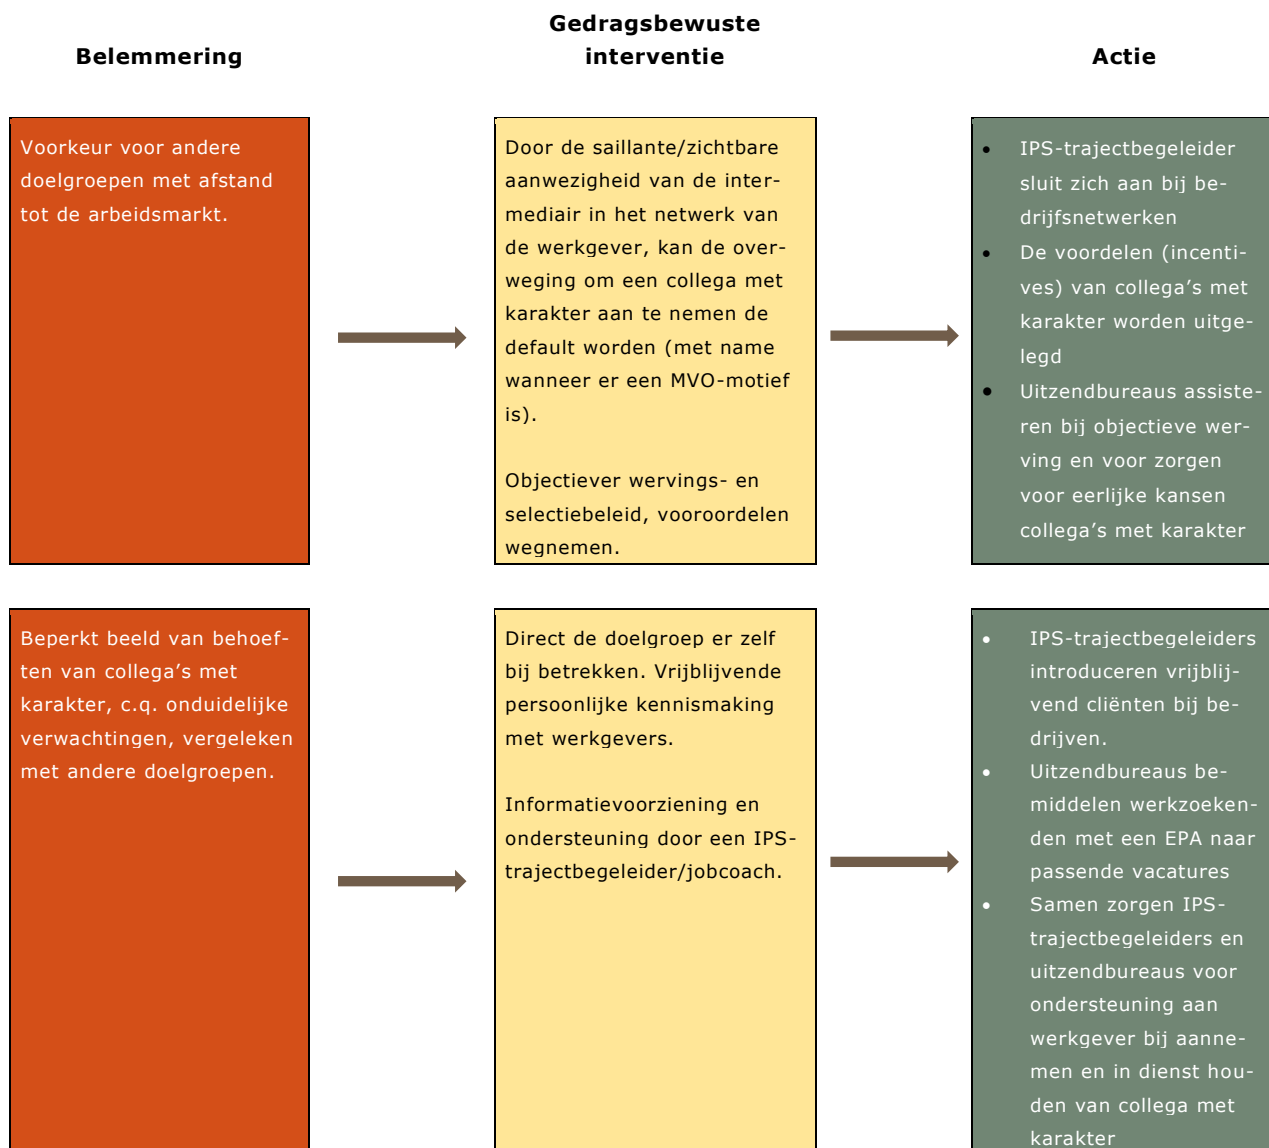 Gedragsbewuste
Belemmering
interventie
Actie
Voorkeur voor andere
doelgroepen met afstand
tot de arbeidsmarkt.
Door de saillante/zichtbare
aanwezigheid van de inter-
mediair in het netwerk van
de werkgever, kan de over-
weging om een collega met
karakter aan te nemen de
default worden (met name
wanneer er een MVO-motief
is).
Objectiever wervings- en
selectiebeleid, vooroordelen
wegnemen.
• IPS-trajectbegeleider
sluit zich aan bij be-
drijfsnetwerken
• De voordelen (incenti-
ves) van collega’s met
karakter worden uitge-
legd
• Uitzendbureaus assiste-
ren bij objectieve wer-
ving en voor zorgen
voor eerlijke kansen
collega’s met karakter
Beperkt beeld van behoef-
ten van collega’s met
karakter, c.q. onduidelijke
verwachtingen, vergeleken
met andere doelgroepen.
Direct de doelgroep er zelf
bij betrekken. Vrijblijvende
persoonlijke kennismaking
met werkgevers.
Informatievoorziening en
ondersteuning door een IPS-
trajectbegeleider/jobcoach.
• IPS-trajectbegeleiders
introduceren vrijblij-
vend cliënten bij be-
drijven.
• Uitzendbureaus be-
middelen werkzoeken-
den met een EPA naar
passende vacatures
• Samen zorgen IPS-
trajectbegeleiders en
uitzendbureaus voor
ondersteuning aan
werkgever bij aanne-
men en in dienst hou-
den van collega met
karakter